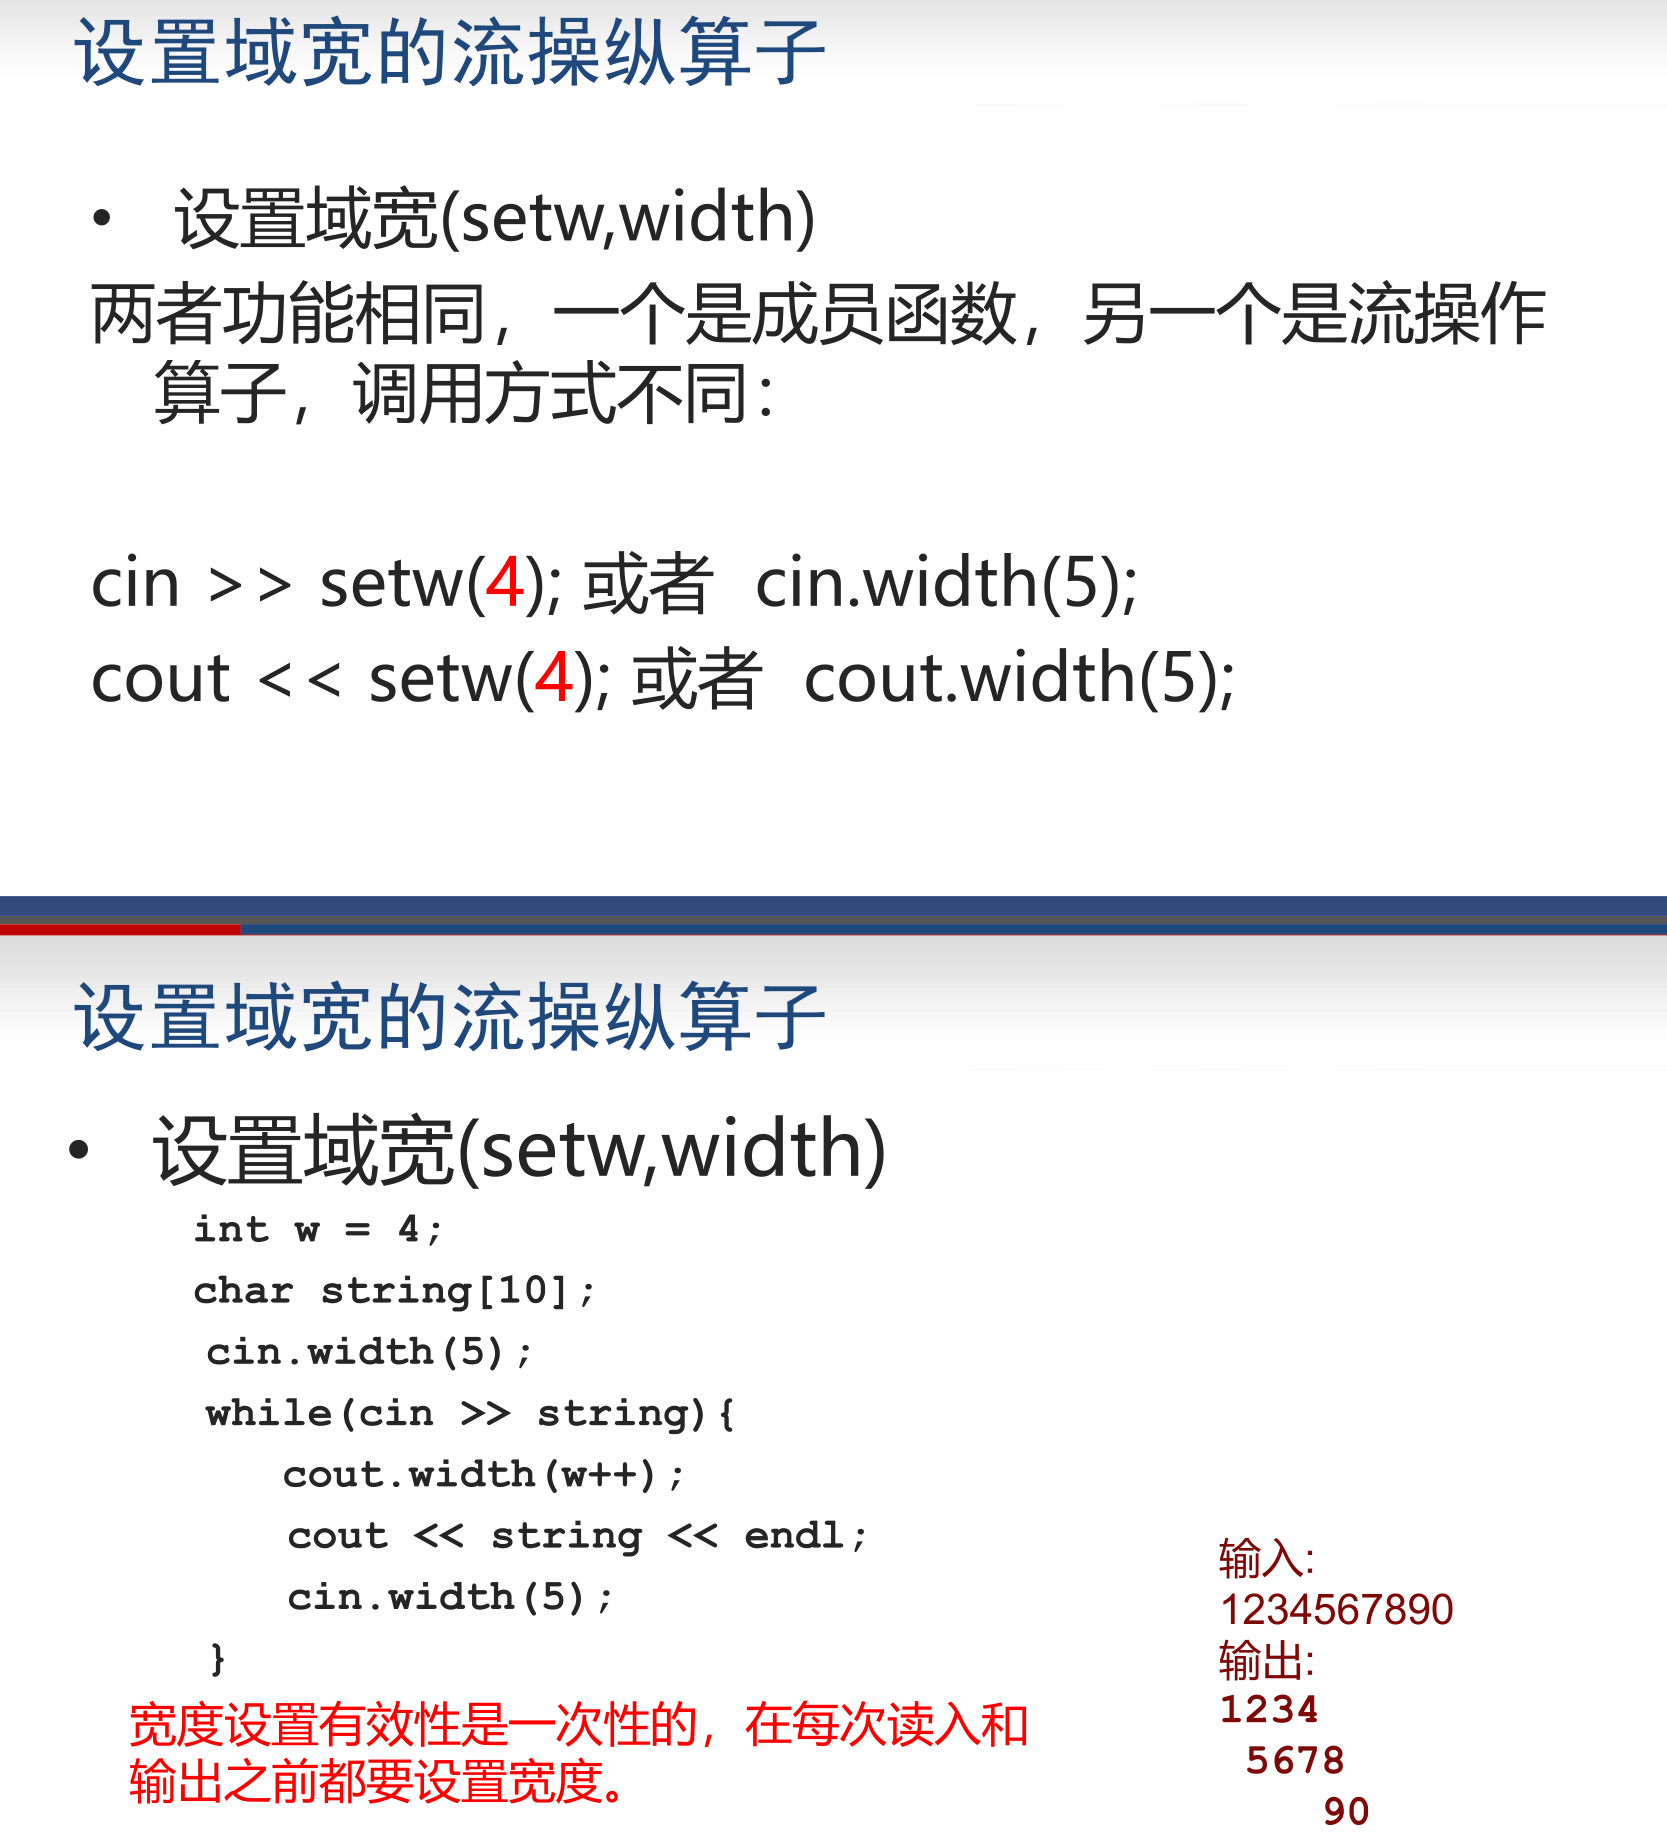 设置域宽的流操纵算子
• 设置域宽(setw,width)
两者功能相同，一个是成员函数，另一个是流操作
算子，调用方式不同：
cin >> setw(4); 或者 cin.width(5);
cout << setw(4); 或者 cout.width(5);
设置域宽的流操纵算子
• 设置域宽(setw,width)
int w = 4;
char string[10];
cin.width(5);
while(cin >> string){
cout.width(w++);
cout << string << endl;
cin.width(5);
}
宽度设置有效性是一次性的，在每次读入和
输出之前都要设置宽度。
输入:
1234567890
输出:
1234
5678
90